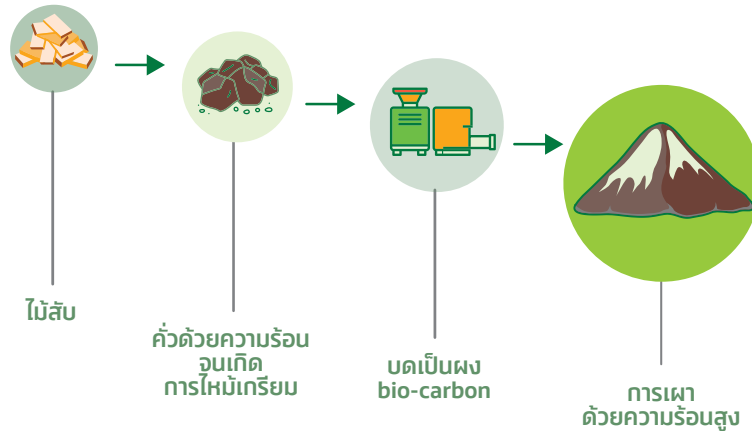 ไม้สับ
คั่วด้วยความร้อน
จนเกิด
การไหม้เกรียม
บดเป็นผง
bio-carbon
การเผา
ด้วยความร้อนสูง